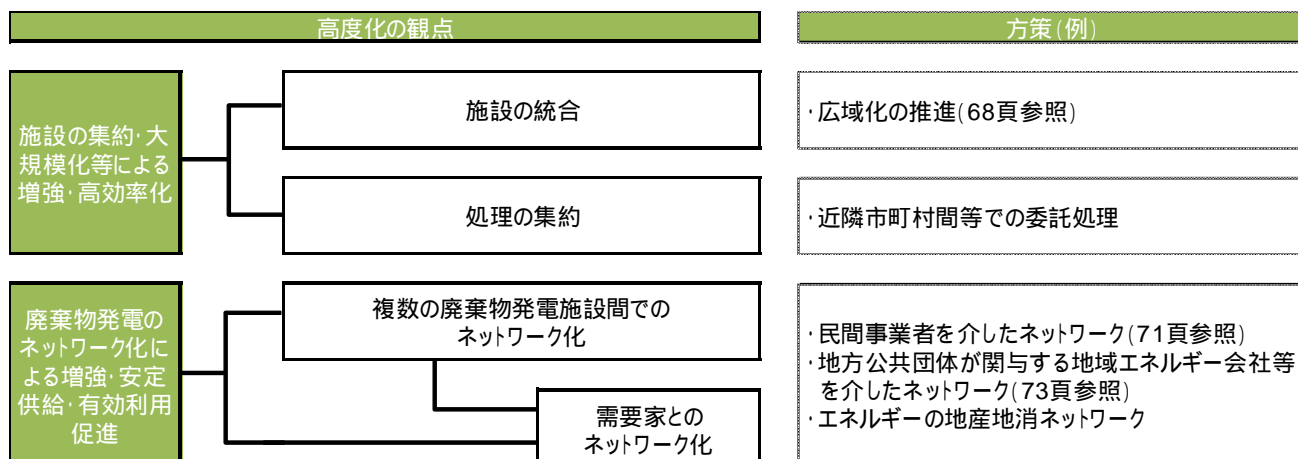 高度化の観点
方策(例)
施設の集約･大
規模化等による
増強･高効率化
施設の統合
･広域化の推進(68頁参照)
処理の集約
･近隣市町村間等での委託処理
廃棄物発電の
ネットワーク化に
よる増強･安定
供給･有効利用
促進
複数の廃棄物発電施設間での
ネットワーク化
需要家との
ネットワーク化
･民間事業者を介したネットワーク(71頁参照)
･地方公共団体が関与する地域エネルギー会社等
を介したネットワーク(73頁参照)
･エネルギーの地産地消ネットワーク